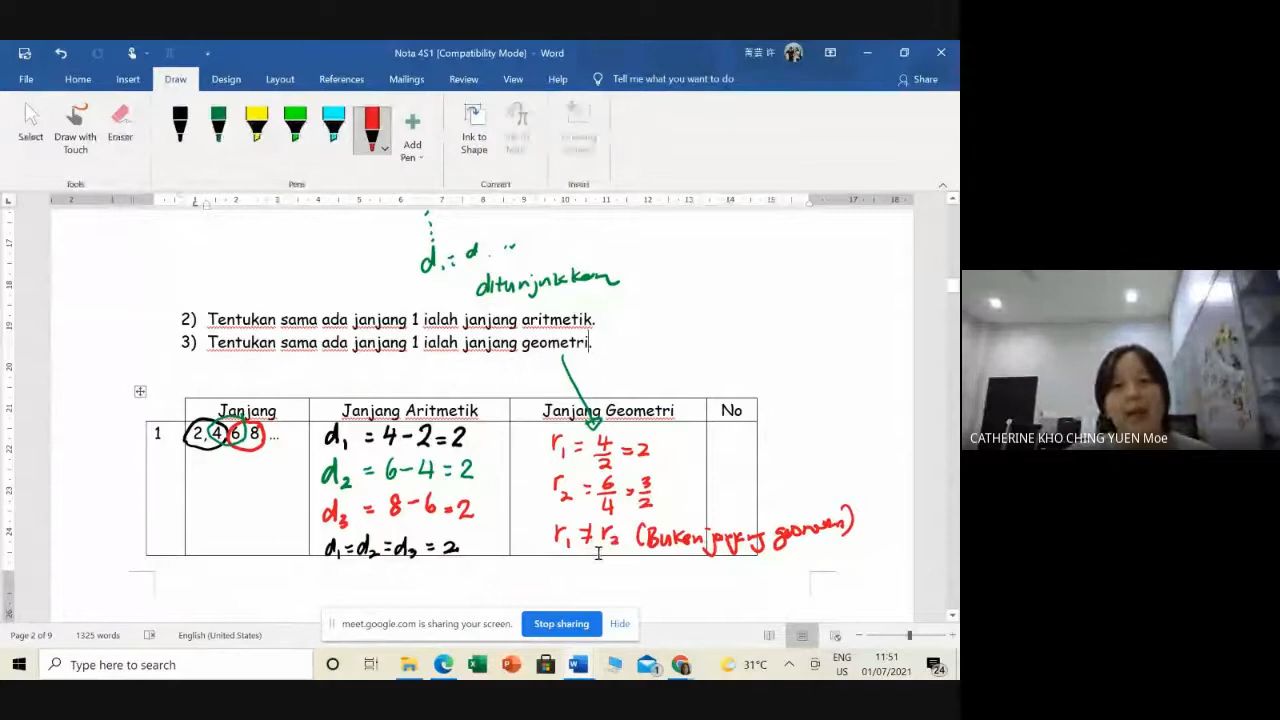 Nota 4S1 [Compatibility Mode] - Word
File Home Insert Draw Design Layout References Mailings Review View Help Tell me what you want to do Share
Select Draw with Touch Eraser Add Pen Ink to Shape
Tools Pens Convert Insert
d₁ = d
ditunjukkan
2) Tentukan sama ada janjang 1 ialah janjang aritmetik.
3) Tentukan sama ada janjang 1 ialah janjang geometri.
Janjang Janjang Aritmetik Janjang Geometri No
1 2, 4, 6 8 ...
d₁ = 4 - 2 = 2
d₂ = 6 - 4 = 2
d₃ = 8 - 6 = 2
d₁ = d₂ = d₃ = 2
r₁ = 4/2 = 2
r₂ = 6/4 = 3/2
r₁ ≠ r₂ (Bukan janjang geometri)
CATHERINE KHO CHING YUEN Moe
meet.google.com is sharing your screen. Stop sharing Hide
Page 2 of 9 1325 words English (United States)
Type here to search
31°C ENG US 11:51 01/07/2021 24